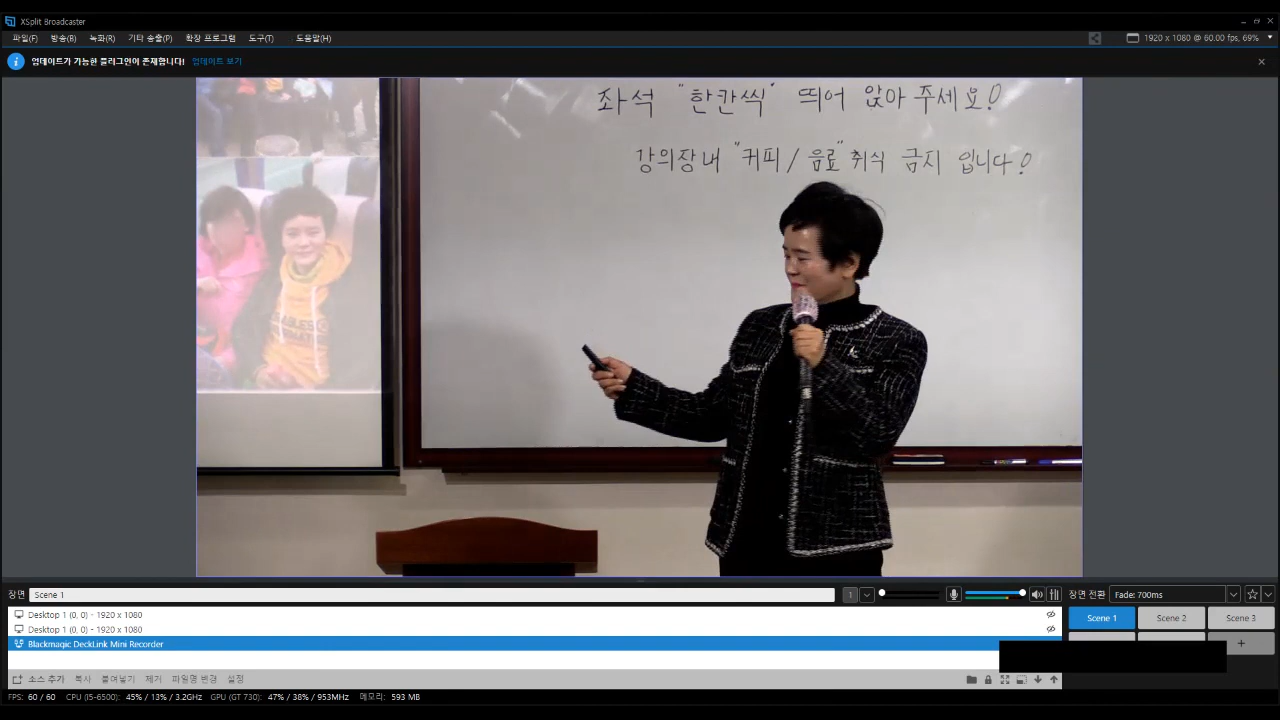 XSplit Broadcaster
파일(F) 방송(B) 녹화(R) 기타 송출(P) 확장 프로그램 도구(T) 도움말(H) 1920 x 1080 @ 60.00 fps, 69%
업데이트가 가능한 플러그인이 존재합니다! 업데이트 보기
좌석 "한칸씩" 띄어 앉아 주세요!
강의장내 "커피 / 음료" 취식 금지 입니다!
장면 Scene 1 1 장면 전환 Fade: 700ms
Desktop 1 (0, 0) - 1920 x 1080
Desktop 1 (0, 0) - 1920 x 1080
Blackmagic DeckLink Mini Recorder
Scene 1 Scene 2 Scene 3
소스 추가 복사 붙여넣기 제거 파일명 변경 설정
FPS: 60 / 60 CPU (I5-6500): 45% / 13% / 3.2GHz GPU (GT 730): 47% / 38% / 953MHz 메모리: 593 MB